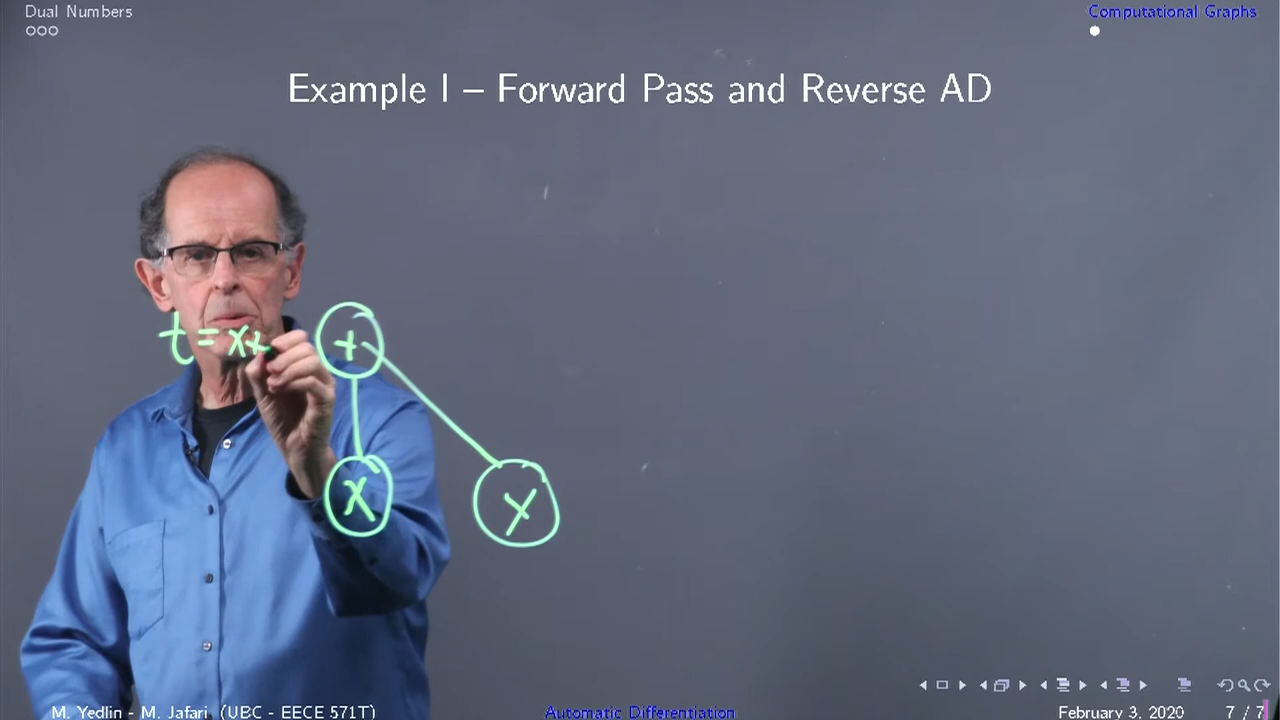 Dual Numbers
Computational Graphs
Example I – Forward Pass and Reverse AD
t = x+
+
x
y
M. Yedlin - M. Jafari (UBC - EECE 571T)
Automatic Differentiation
February 3, 2020
7 / 7